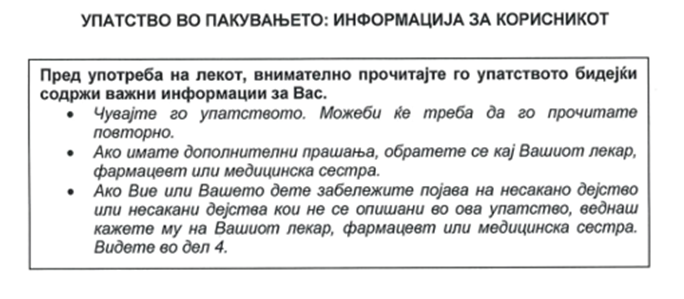 УПАТСТВО ВО ПАКУВАЊЕТО: ИНФОРМАЦИЈА ЗА КОРИСНИКОТ
Пред употреба на лекот, внимателно прочитајте го упатството бидејќи
содржи важни информации за Вас.
• Чувајте го упатството. Можеби ќе треба да го прочитате
повторно.
• Ако имате дополнителни прашања, обратете се кај Вашиот лекар,
фармацевт или медицинска сестра.
• Ако Вие или Вашето дете забележите појава на несакано дејство
или несакани дејства кои не се опишани во ова упатство, веднаш
кажете му на Вашиот лекар, фармацевт или медицинска сестра.
Видете во дел 4.